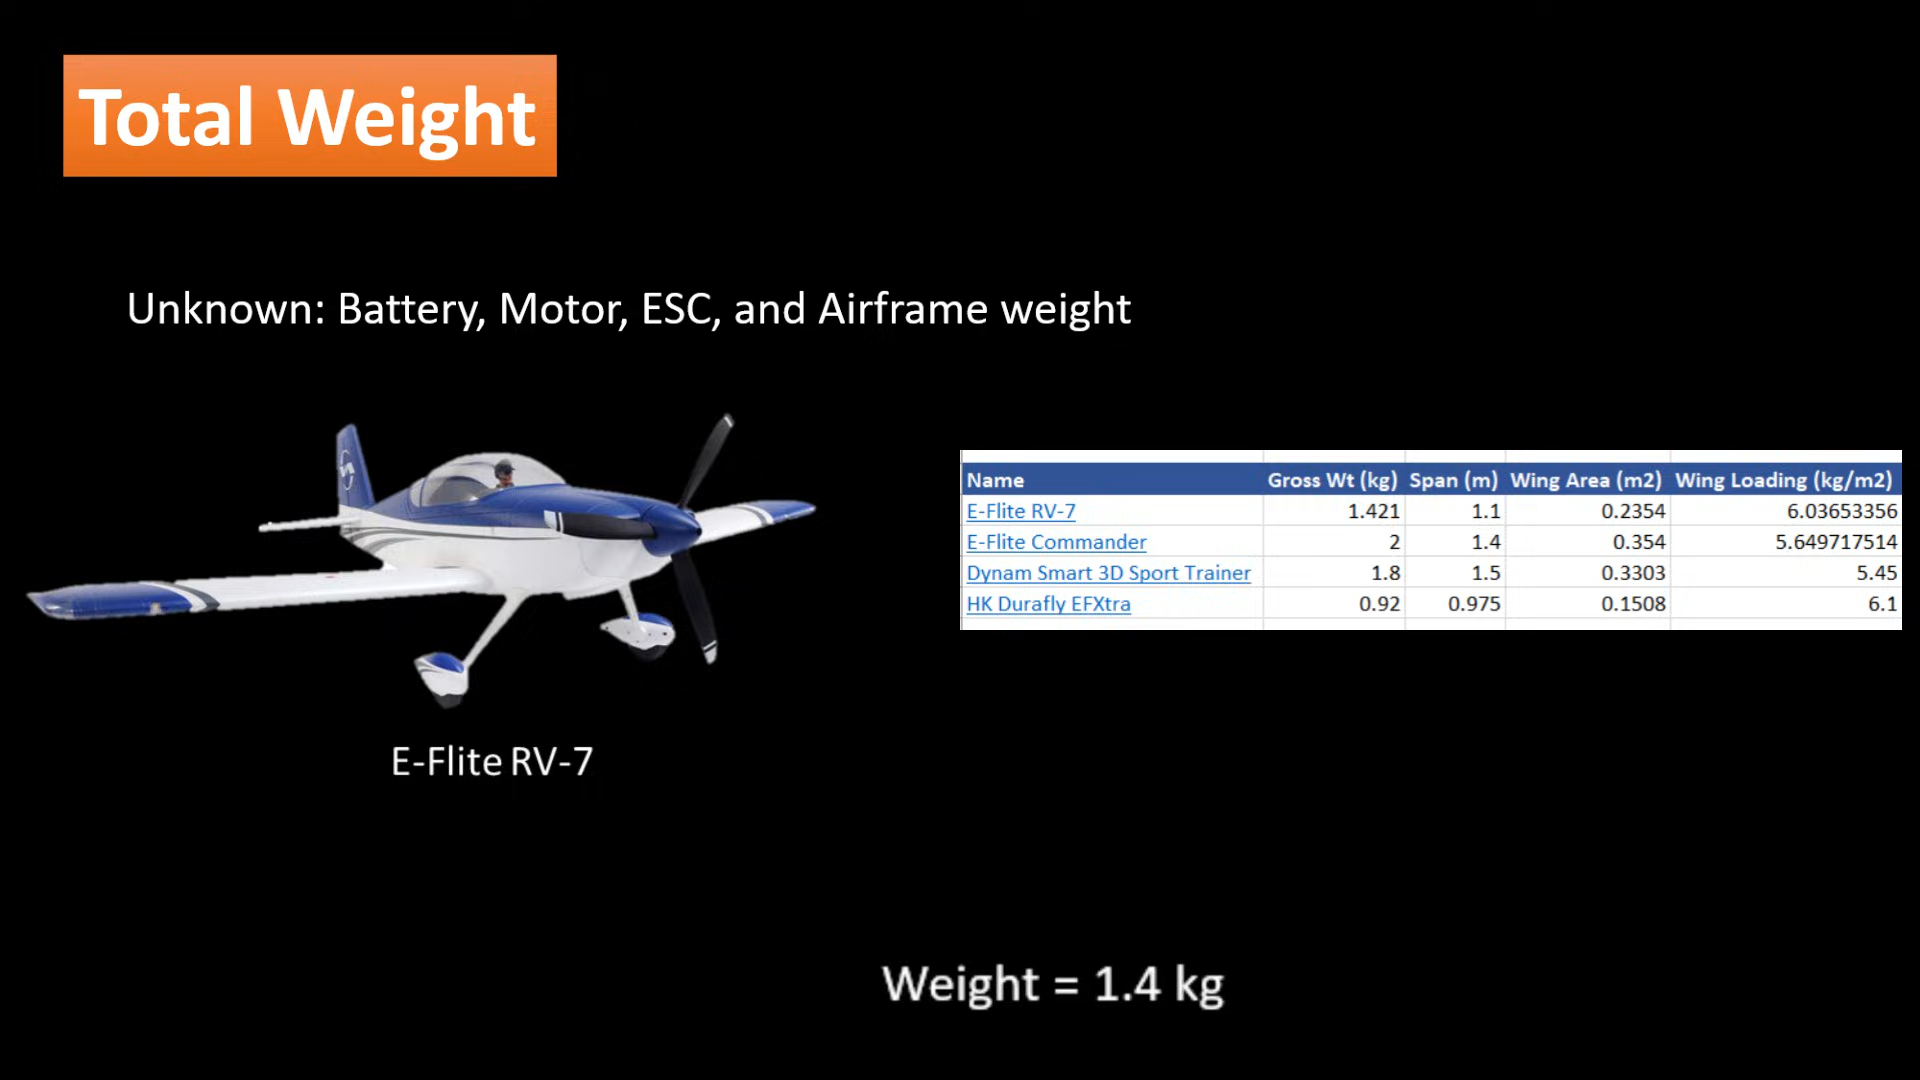 Total Weight
Unknown: Battery, Motor, ESC, and Airframe weight
Name Gross Wt (kg) Span (m) Wing Area (m2) Wing Loading (kg/m2)
E-Flite RV-7 1.421 1.1 0.2354 6.03653356
E-Flite Commander 2 1.4 0.354 5.649717514
Dynam Smart 3D Sport Trainer 1.8 1.5 0.3303 5.45
HK Durafly EFXtra 0.92 0.975 0.1508 6.1
E-Flite RV-7
Weight = 1.4 kg